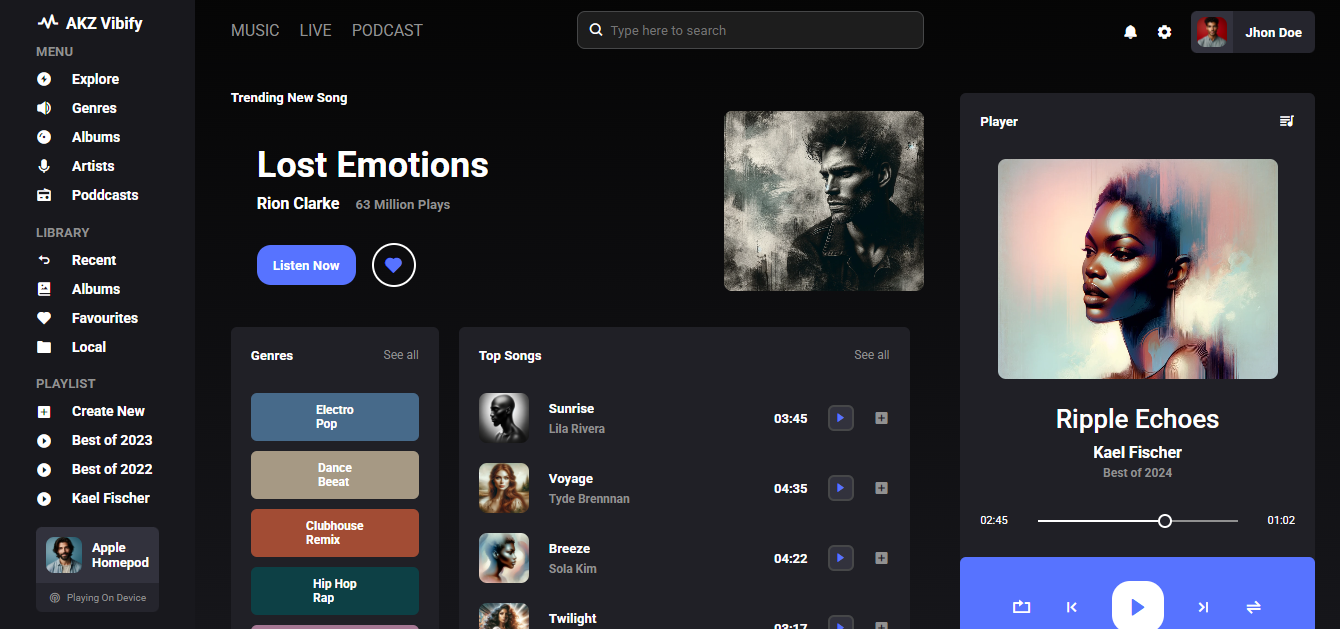 AKZ Vibify
MENU
Explore
Genres
Albums
Artists
Poddcasts
LIBRARY
Recent
Albums
Favourites
Local
PLAYLIST
Create New
Best of 2023
Best of 2022
Kael Fischer
Apple
Homepod
Playing On Device
MUSIC LIVE PODCAST
Type here to search
Jhon Doe
Trending New Song
Lost Emotions
Rion Clarke 63 Million Plays
Listen Now
Genres See all
Electro
Pop
Dance
Beeat
Clubhouse
Remix
Hip Hop
Rap
Top Songs See all
Sunrise
Lila Rivera
03:45
Voyage
Tyde Brennnan
04:35
Breeze
Sola Kim
04:22
Twilight
03:17
Player
Ripple Echoes
Kael Fischer
Best of 2024
02:45 01:02